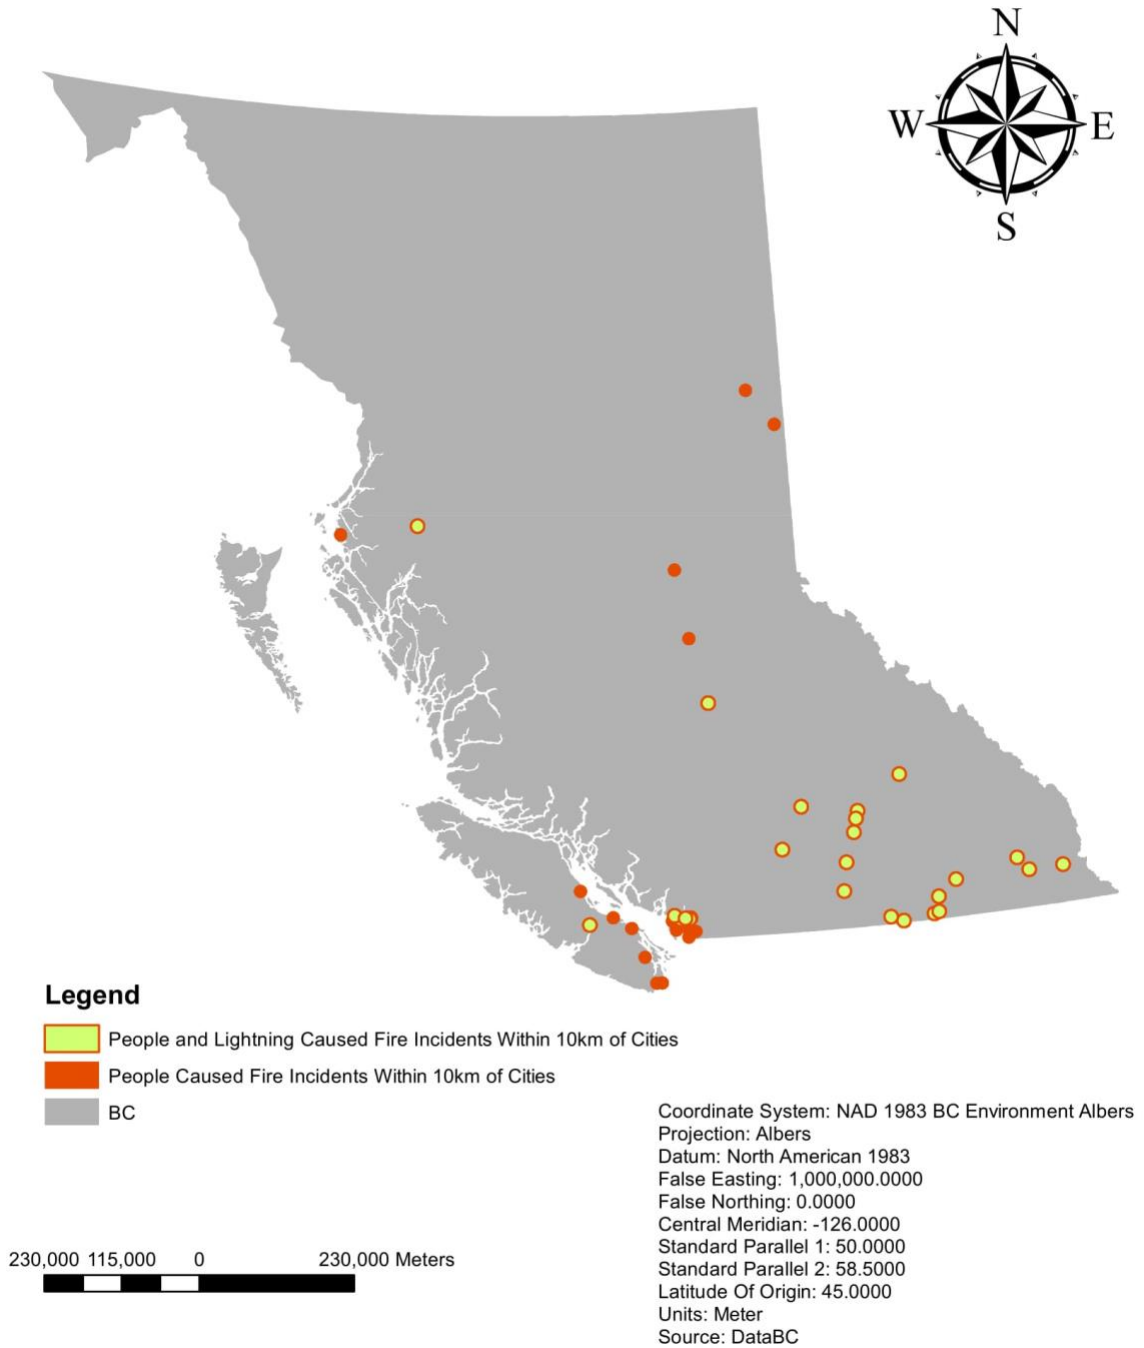 N
W E
S
Legend
People and Lightning Caused Fire Incidents Within 10km of Cities
People Caused Fire Incidents Within 10km of Cities
BC
Coordinate System: NAD 1983 BC Environment Albers
Projection: Albers
Datum: North American 1983
False Easting: 1,000,000.0000
False Northing: 0.0000
Central Meridian: -126.0000
Standard Parallel 1: 50.0000
Standard Parallel 2: 58.5000
Latitude Of Origin: 45.0000
Units: Meter
Source: DataBC
230,000 115,000 0 230,000 Meters